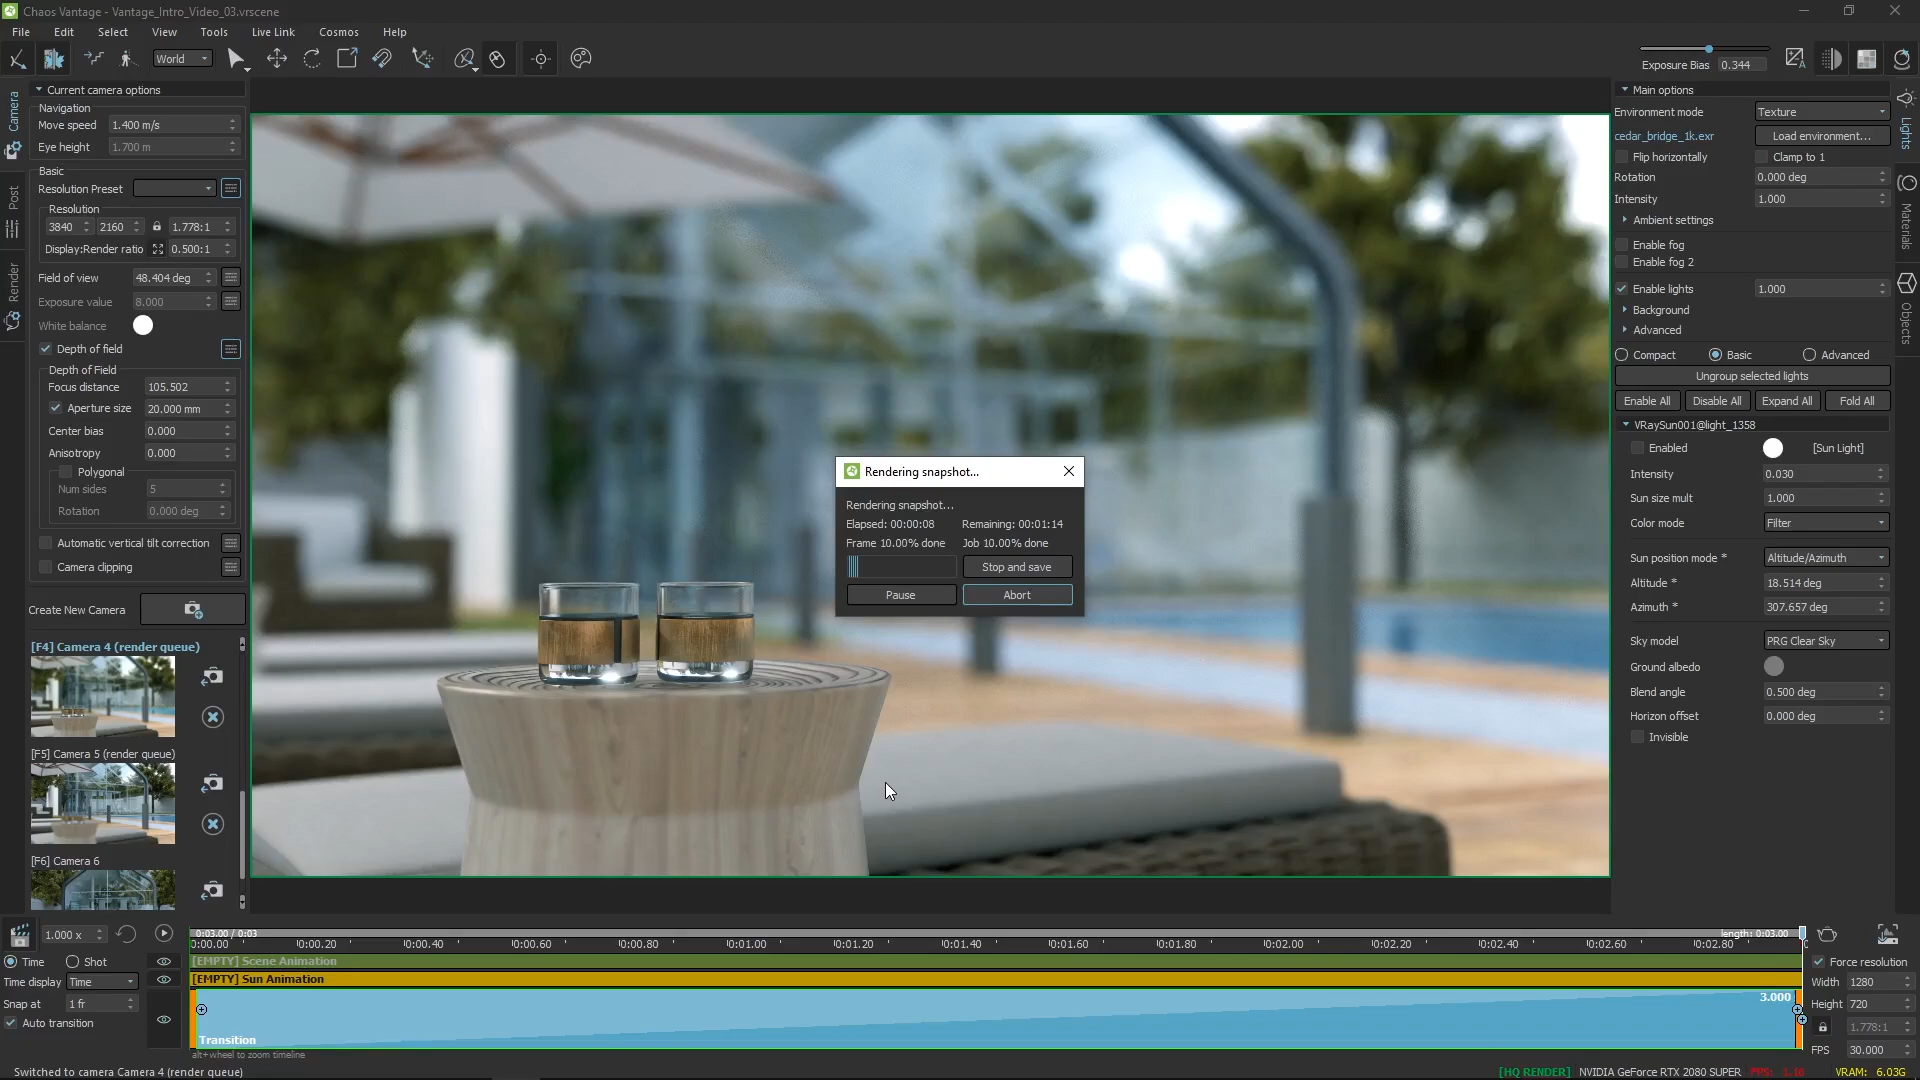 Chaos Vantage - Vantage_Intro_Video_03.vrscene
File Edit Select View Tools Live Link Cosmos Help
World
Exposure Bias 0.344
Camera
Post
Render
Current camera options
Navigation
Move speed 1.400 m/s
Eye height 1.700 m
Basic
Resolution Preset
Resolution
3840 2160 1.778:1
Display:Render ratio 0.500:1
Field of view 48.404 deg
Exposure value 8.000
White balance
Depth of field
Depth of Field
Focus distance 105.502
Aperture size 20.000 mm
Center bias 0.000
Anisotropy 0.000
Polygonal
Num sides 5
Rotation 0.000 deg
Automatic vertical tilt correction
Camera clipping
Create New Camera
[F4] Camera 4 (render queue)
[F5] Camera 5 (render queue)
[F6] Camera 6
Rendering snapshot...
Rendering snapshot...
Elapsed: 00:00:08 Remaining: 00:01:14
Frame 10.00% done Job 10.00% done
Stop and save
Pause Abort
Main options
Environment mode Texture
cedar_bridge_1k.exr Load environment...
Flip horizontally Clamp to 1
Rotation 0.000 deg
Intensity 1.000
Ambient settings
Enable fog
Enable fog 2
Enable lights 1.000
Background
Advanced
Compact Basic Advanced
Ungroup selected lights
Enable All Disable All Expand All Fold All
VRaySun001@light_1358
Enabled [Sun Light]
Intensity 0.030
Sun size mult 1.000
Color mode Filter
Sun position mode * Altitude/Azimuth
Altitude * 18.514 deg
Azimuth * 307.657 deg
Sky model PRG Clear Sky
Ground albedo
Blend angle 0.500 deg
Horizon offset 0.000 deg
Invisible
Lights
Materials
Objects
1.000 x
0:03.00 / 0:03 length: 0:03.00
0:00.00 0:00.20 0:00.40 0:00.60 0:00.80 0:01.00 0:01.20 0:01.40 0:01.60 0:01.80 0:02.00 0:02.20 0:02.40 0:02.60 0:02.80
Time Shot
[EMPTY] Scene Animation
Time display Time
[EMPTY] Sun Animation
Snap at 1 fr
3.000
Auto transition
Transition
alt+wheel to zoom timeline
Force resolution
Width 1280
Height 720
1.778:1
FPS 30.000
Switched to camera Camera 4 (render queue)
[HQ RENDER] NVIDIA GeForce RTX 2080 SUPER FPS: 1.10 VRAM: 6.03G